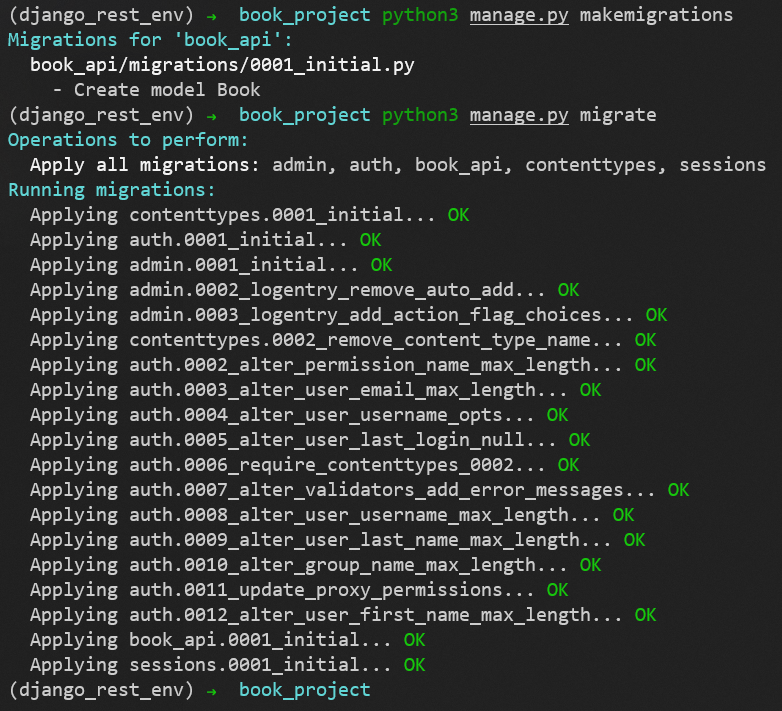 (django_rest_env) → book_project python3 manage.py makemigrations
Migrations for 'book_api':
  book_api/migrations/0001_initial.py
    - Create model Book
(django_rest_env) → book_project python3 manage.py migrate
Operations to perform:
  Apply all migrations: admin, auth, book_api, contenttypes, sessions
Running migrations:
  Applying contenttypes.0001_initial... OK
  Applying auth.0001_initial... OK
  Applying admin.0001_initial... OK
  Applying admin.0002_logentry_remove_auto_add... OK
  Applying admin.0003_logentry_add_action_flag_choices... OK
  Applying contenttypes.0002_remove_content_type_name... OK
  Applying auth.0002_alter_permission_name_max_length... OK
  Applying auth.0003_alter_user_email_max_length... OK
  Applying auth.0004_alter_user_username_opts... OK
  Applying auth.0005_alter_user_last_login_null... OK
  Applying auth.0006_require_contenttypes_0002... OK
  Applying auth.0007_alter_validators_add_error_messages... OK
  Applying auth.0008_alter_user_username_max_length... OK
  Applying auth.0009_alter_user_last_name_max_length... OK
  Applying auth.0010_alter_group_name_max_length... OK
  Applying auth.0011_update_proxy_permissions... OK
  Applying auth.0012_alter_user_first_name_max_length... OK
  Applying book_api.0001_initial... OK
  Applying sessions.0001_initial... OK
(django_rest_env) → book_project